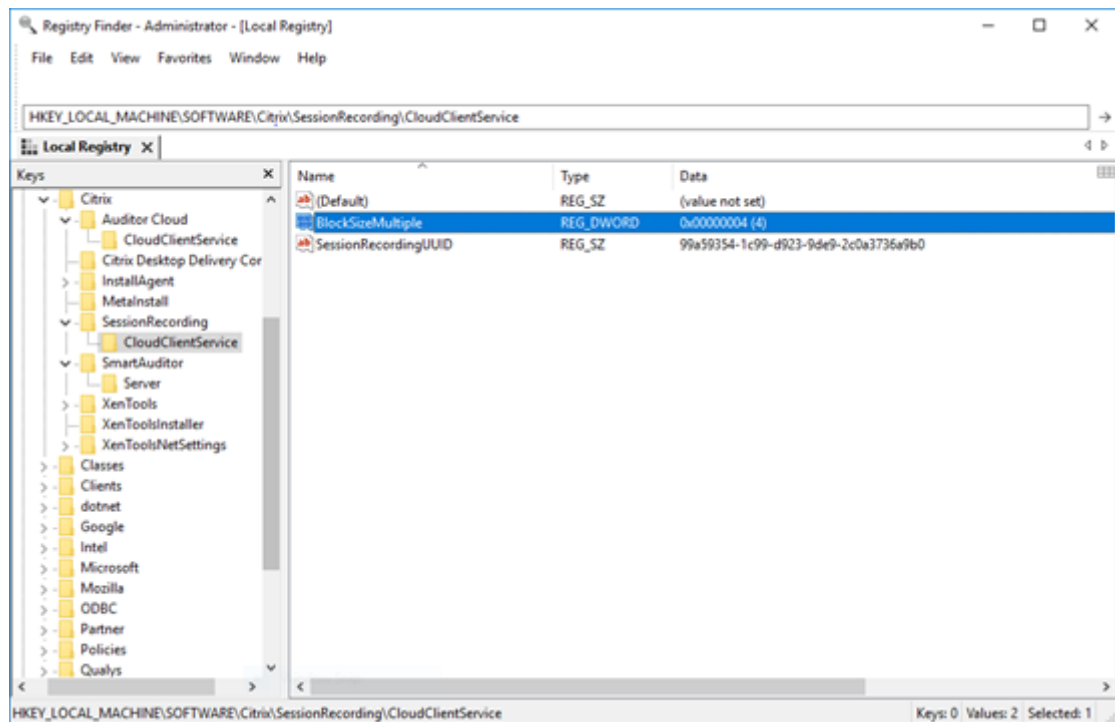 Registry Finder - Administrator - [Local Registry]
File Edit View Favorites Window Help
HKEY_LOCAL_MACHINE\SOFTWARE\Citrix\SessionRecording\CloudClientService
Local Registry
Keys
Citrix
Auditor Cloud
CloudClientService
Citrix Desktop Delivery Cor
InstallAgent
MetaInstall
SessionRecording
CloudClientService
SmartAuditor
Server
XenTools
XenToolsInstaller
XenToolsNetSettings
Classes
Clients
dotnet
Google
Intel
Microsoft
Mozilla
ODBC
Partner
Policies
Qualys
Name Type Data
(Default) REG_SZ (value not set)
BlockSizeMultiple REG_DWORD 0x00000004 (4)
SessionRecordingUUID REG_SZ 99a59354-1c99-d923-9de9-2c0a3736a9b0
HKEY_LOCAL_MACHINE\SOFTWARE\Citrix\SessionRecording\CloudClientService Keys: 0 Values: 2 Selected: 1